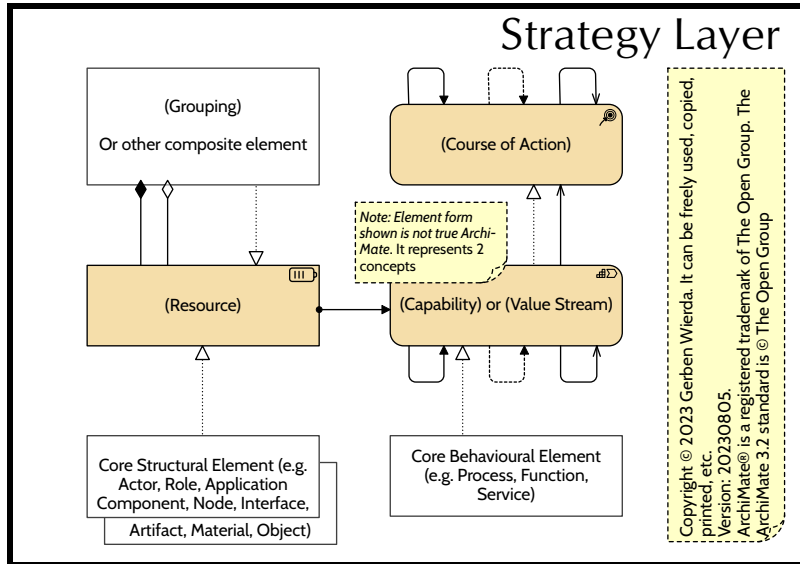 Strategy Layer
(Grouping)
Or other composite element
(Course of Action)
Note: Element form
shown is not true Archi-
Mate. It represents 2
concepts
(Resource)
(Capability) or (Value Stream)
Core Structural Element (e.g.
Actor, Role, Application
Component, Node, Interface,
Artifact, Material, Object)
Core Behavioural Element
(e.g. Process, Function,
Service)
Copyright © 2023 Gerben Wierda. It can be freely used, copied,
printed, etc.
Version: 20230805.
ArchiMate® is a registered trademark of The Open Group. The
ArchiMate 3.2 standard is © The Open Group